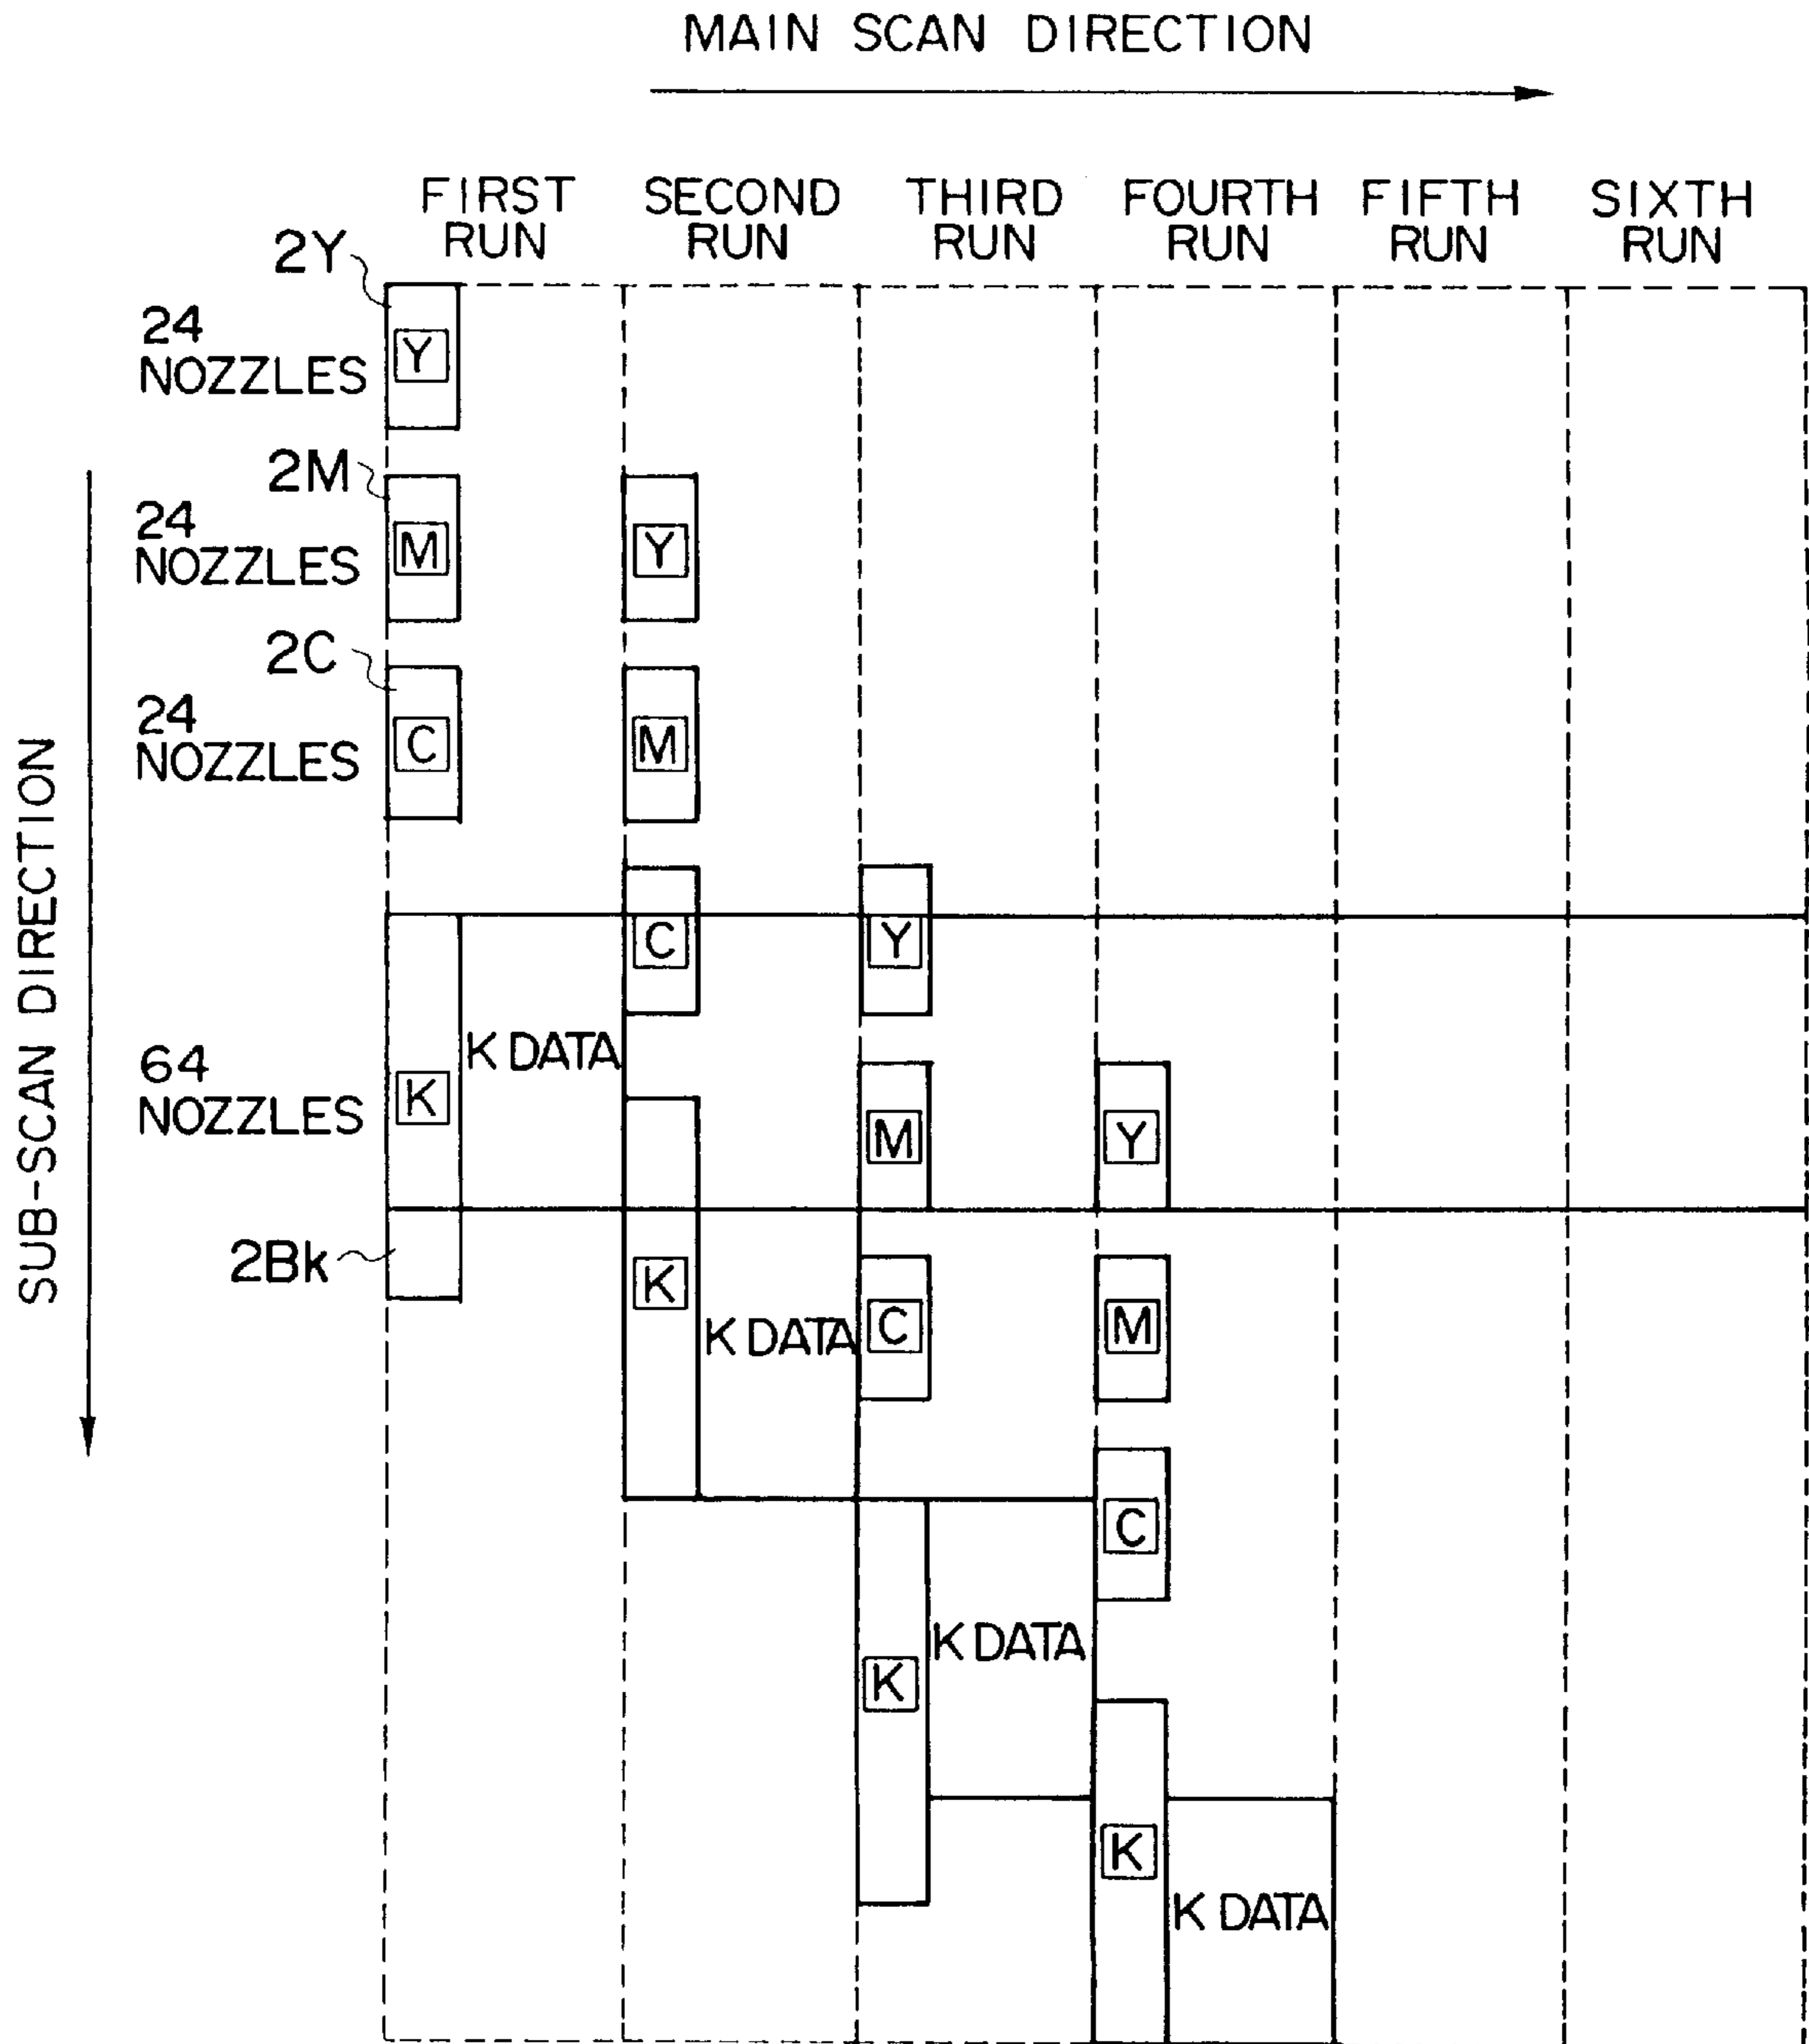 MAIN SCAN DIRECTION
FIRST RUN
SECOND RUN
THIRD RUN
FOURTH RUN
FIFTH RUN
SIXTH RUN
2Y
24
NOZZLES
Y
2M
24
NOZZLES
M
Y
2C
24
NOZZLES
C
M
SUB-SCAN DIRECTION
C
Y
64
NOZZLES
K
K DATA
M
Y
2Bk
K
K DATA
C
M
C
K
K DATA
K
K DATA